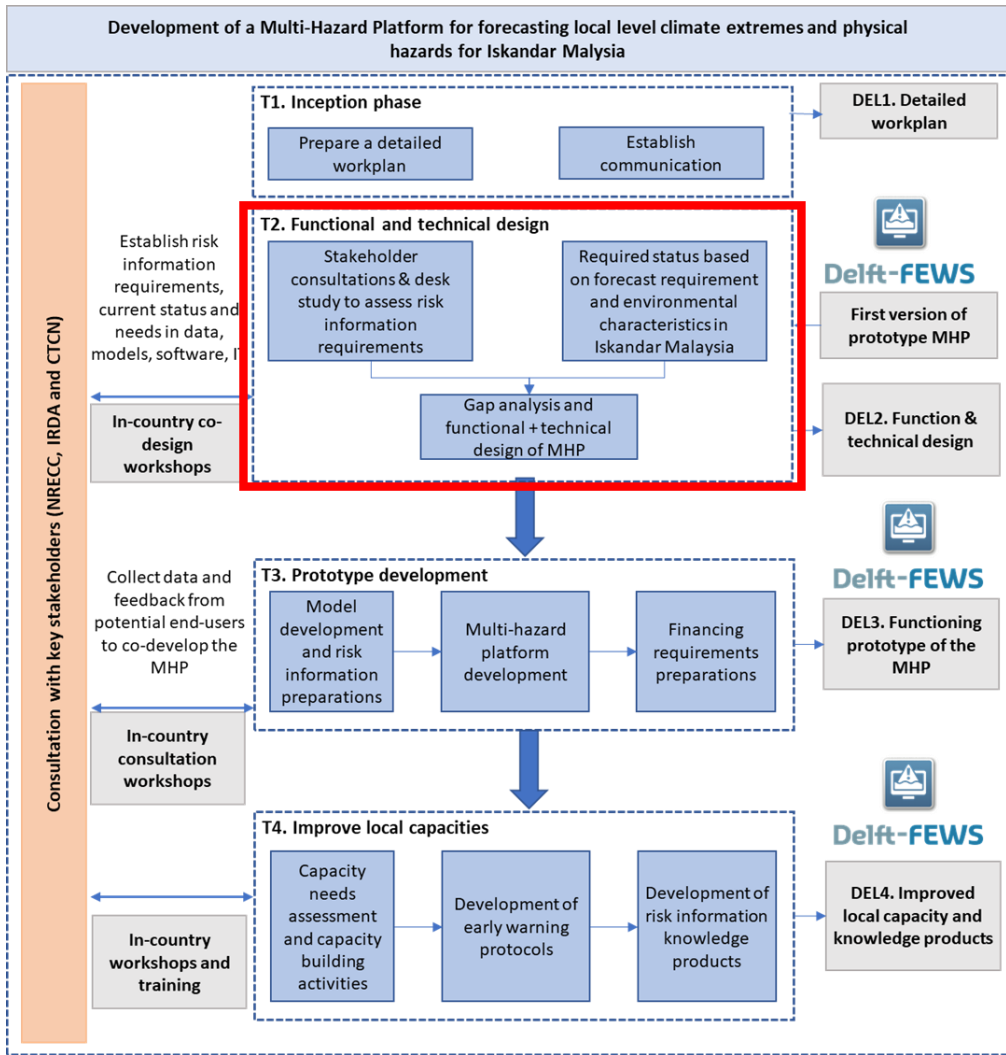 Development of a Multi-Hazard Platform for forecasting local level climate extremes and physical
hazards for Iskandar Malysia
Consultation with key stakeholders (NRECC, IRDA and CTCN)
T1. Inception phase
Prepare a detailed
workplan
Establish
communication
DEL1. Detailed
workplan
Establish risk
information
requirements,
current status and
needs in data,
models, software, IT
In-country co-
design workshops
T2. Functional and technical design
Stakeholder
consultations & desk
study to assess risk
information
requirements
Required status based
on forecast requirement
and environmental
characteristics in
Iskandar Malaysia
Gap analysis and
functional + technical
design of MHP
Delft-FEWS
First version of
prototype MHP
DEL2. Function &
technical design
Collect data and
feedback from
potential end-users
to co-develop the
MHP
In-country
consultation
workshops
T3. Prototype development
Model
development
and risk
information
preparations
Multi-hazard
platform
development
Financing
requirements
preparations
Delft-FEWS
DEL3. Functioning
prototype of the
MHP
In-country
workshops and
training
T4. Improve local capacities
Capacity
needs
assessment
and capacity
building
activities
Development of
early warning
protocols
Development of
risk information
knowledge
products
Delft-FEWS
DEL4. Improved
local capacity and
knowledge products